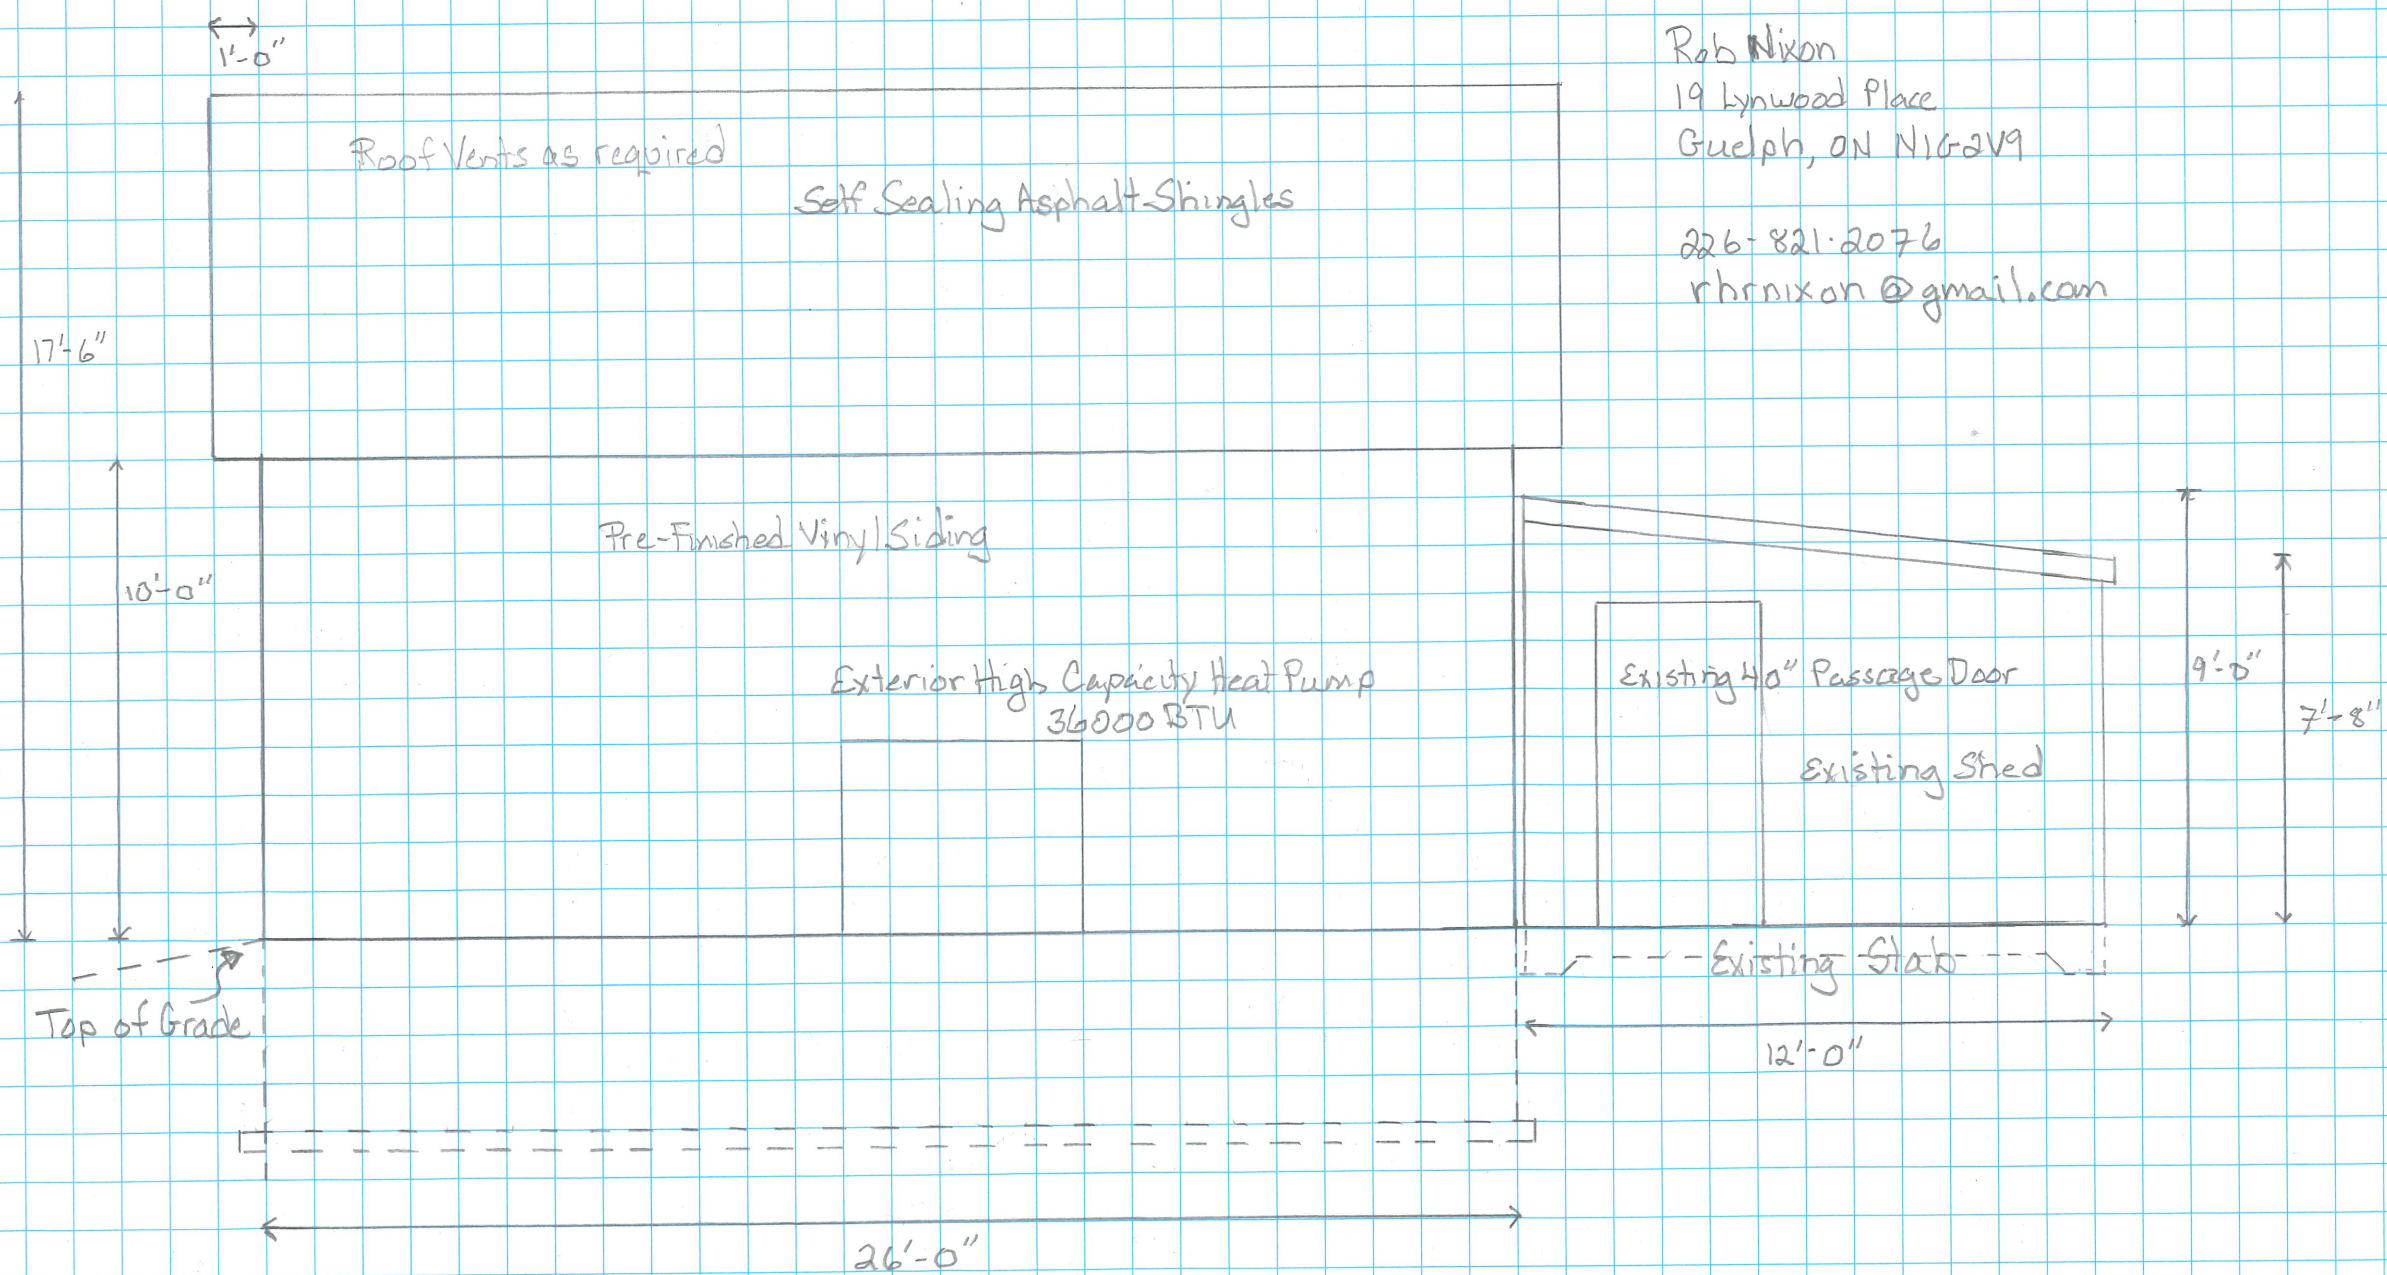 1'-0"
Rob Nixon
19 Lynwood Place
Guelph, ON N1G2V9
226-821-2076
rhrnixon@gmail.com
Roof Vents as required
Self Sealing Asphalt Shingles
17'-6"
Pre-Finished Vinyl Siding
10'-0"
Exterior High Capacity Heat Pump
36000 BTU
Existing 40" Passage Door
Existing Shed
9'-0"
7'-8"
Existing Slab
Top of Grade
12'-0"
26'-0"